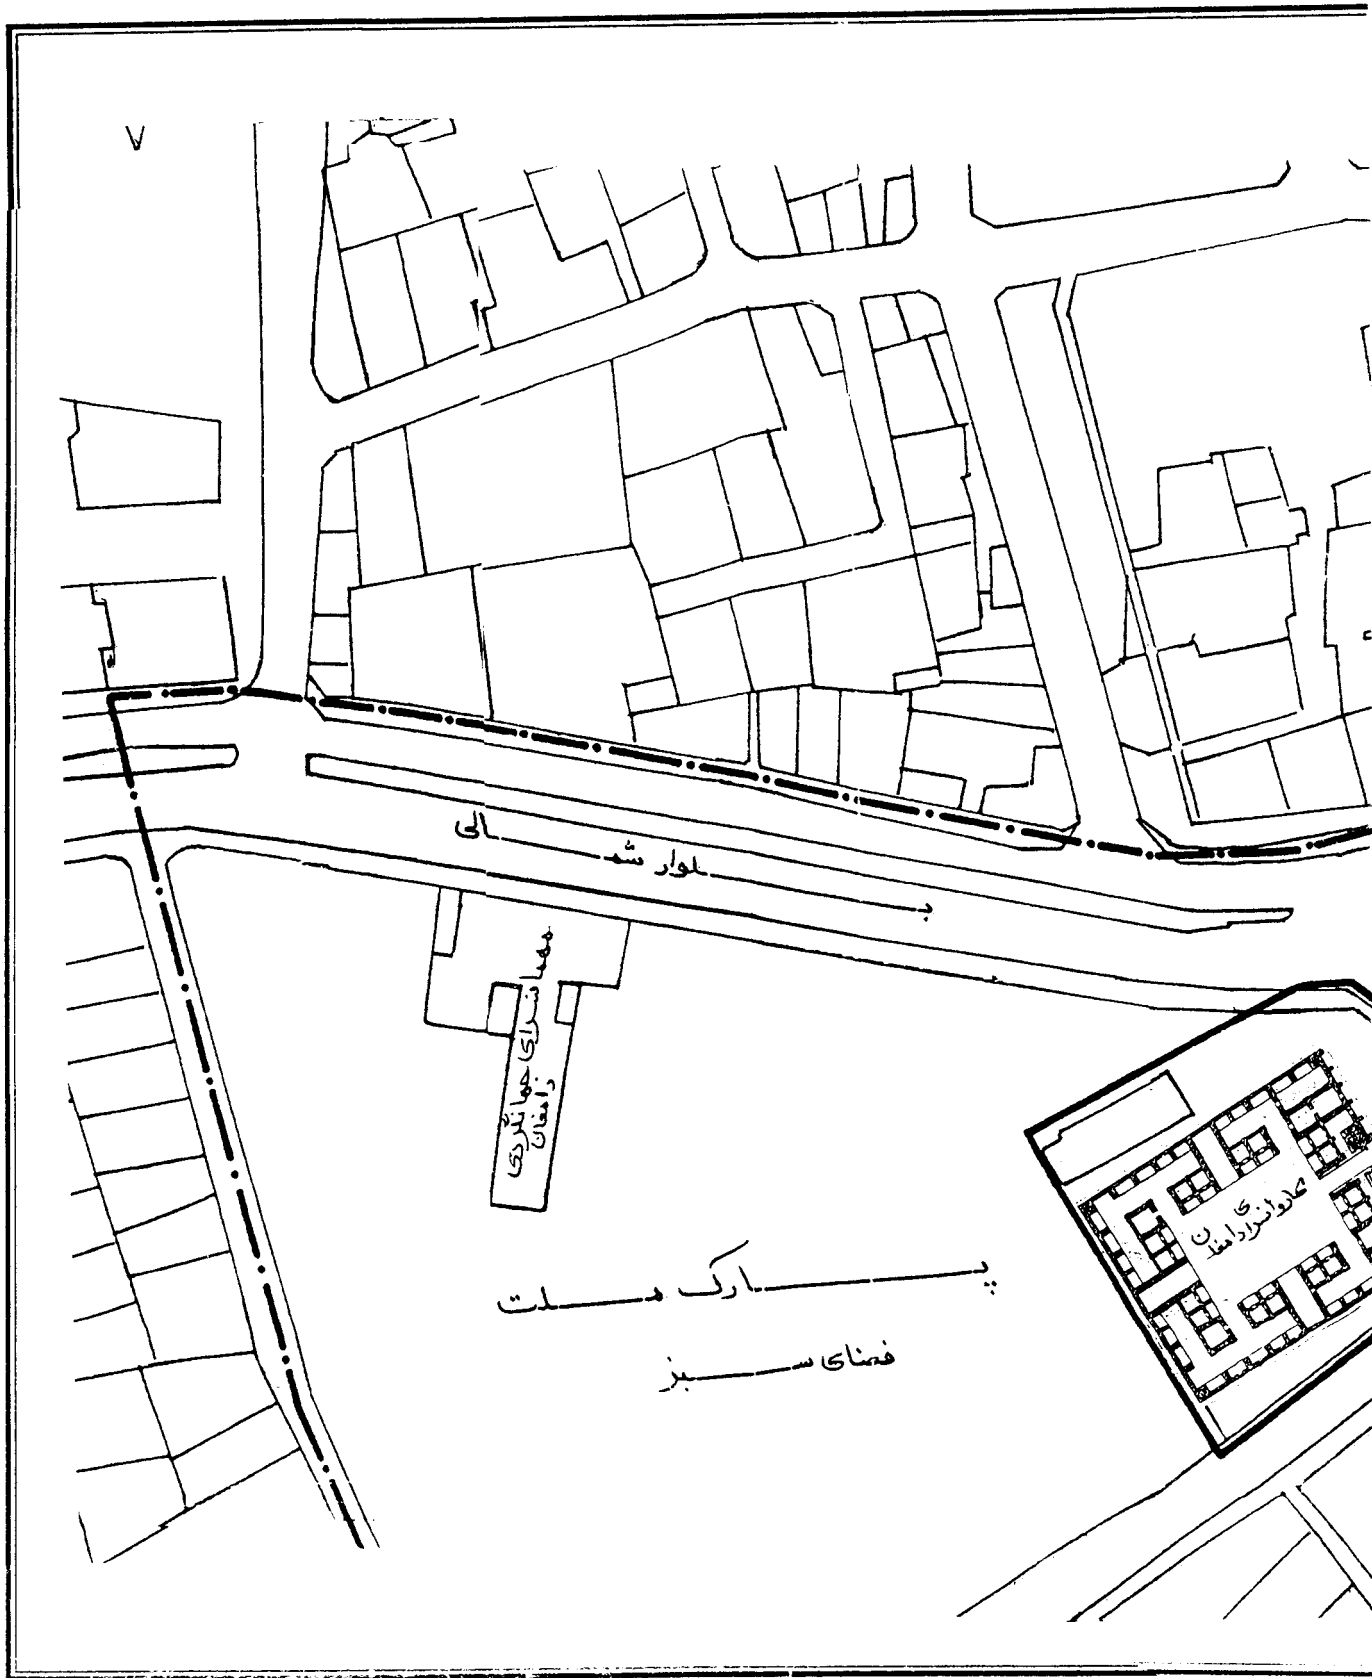 ۷
بلوار شمالی
مهمانسرای جهانگردی
دامغان
کاروانسرای دامغان
پارک ملت
فضای سبز